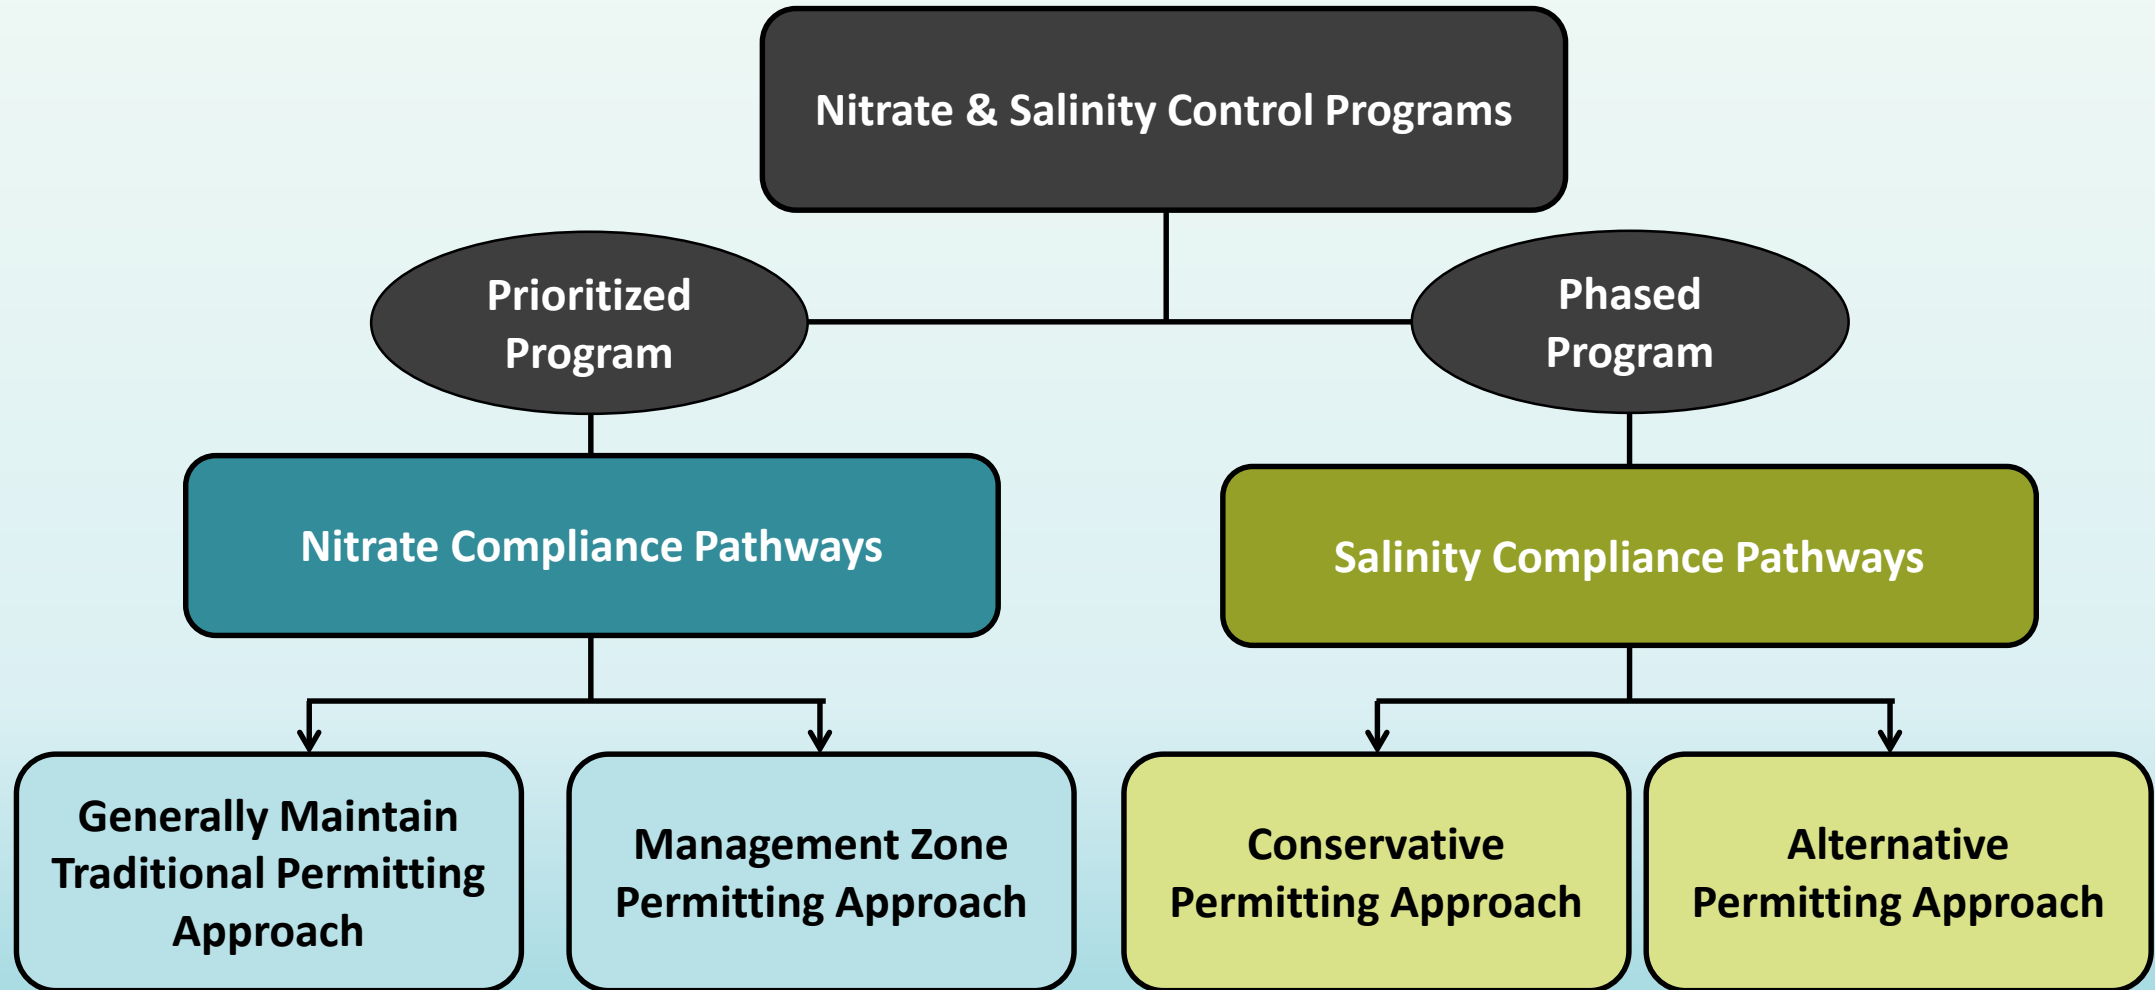 Nitrate & Salinity Control Programs
Prioritized
Program
Phased
Program
Nitrate Compliance Pathways
Salinity Compliance Pathways
Generally Maintain
Traditional Permitting
Approach
Management Zone
Permitting Approach
Conservative
Permitting Approach
Alternative
Permitting Approach